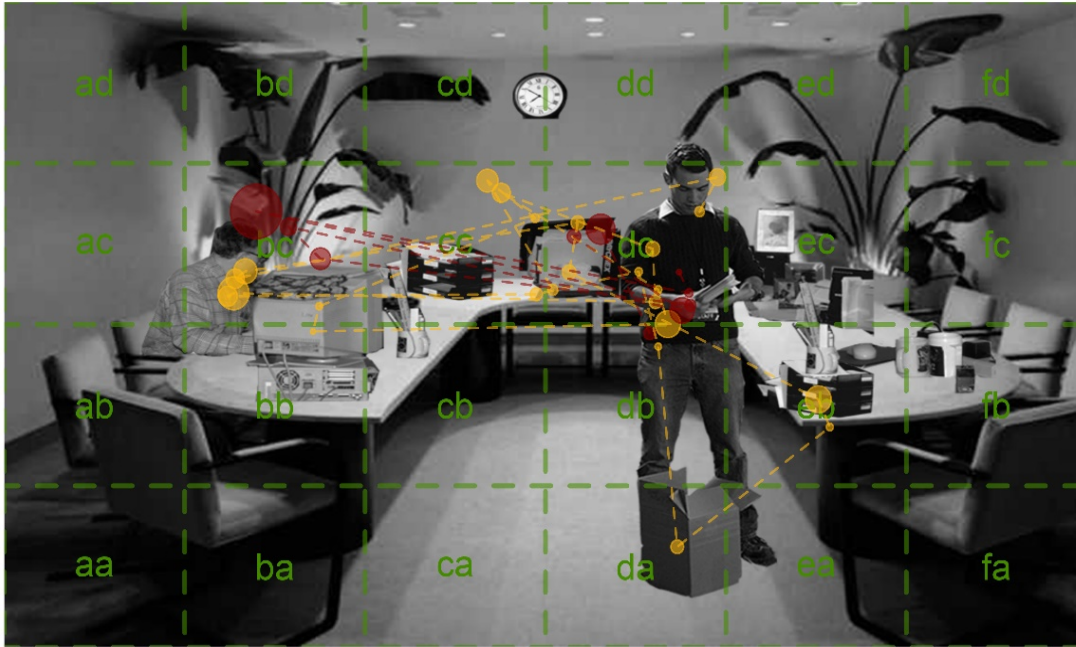 ad bd cd dd ed fd
ac bc cc dc ec fc
ab bb cb db eb fb
aa ba ca da ea fa